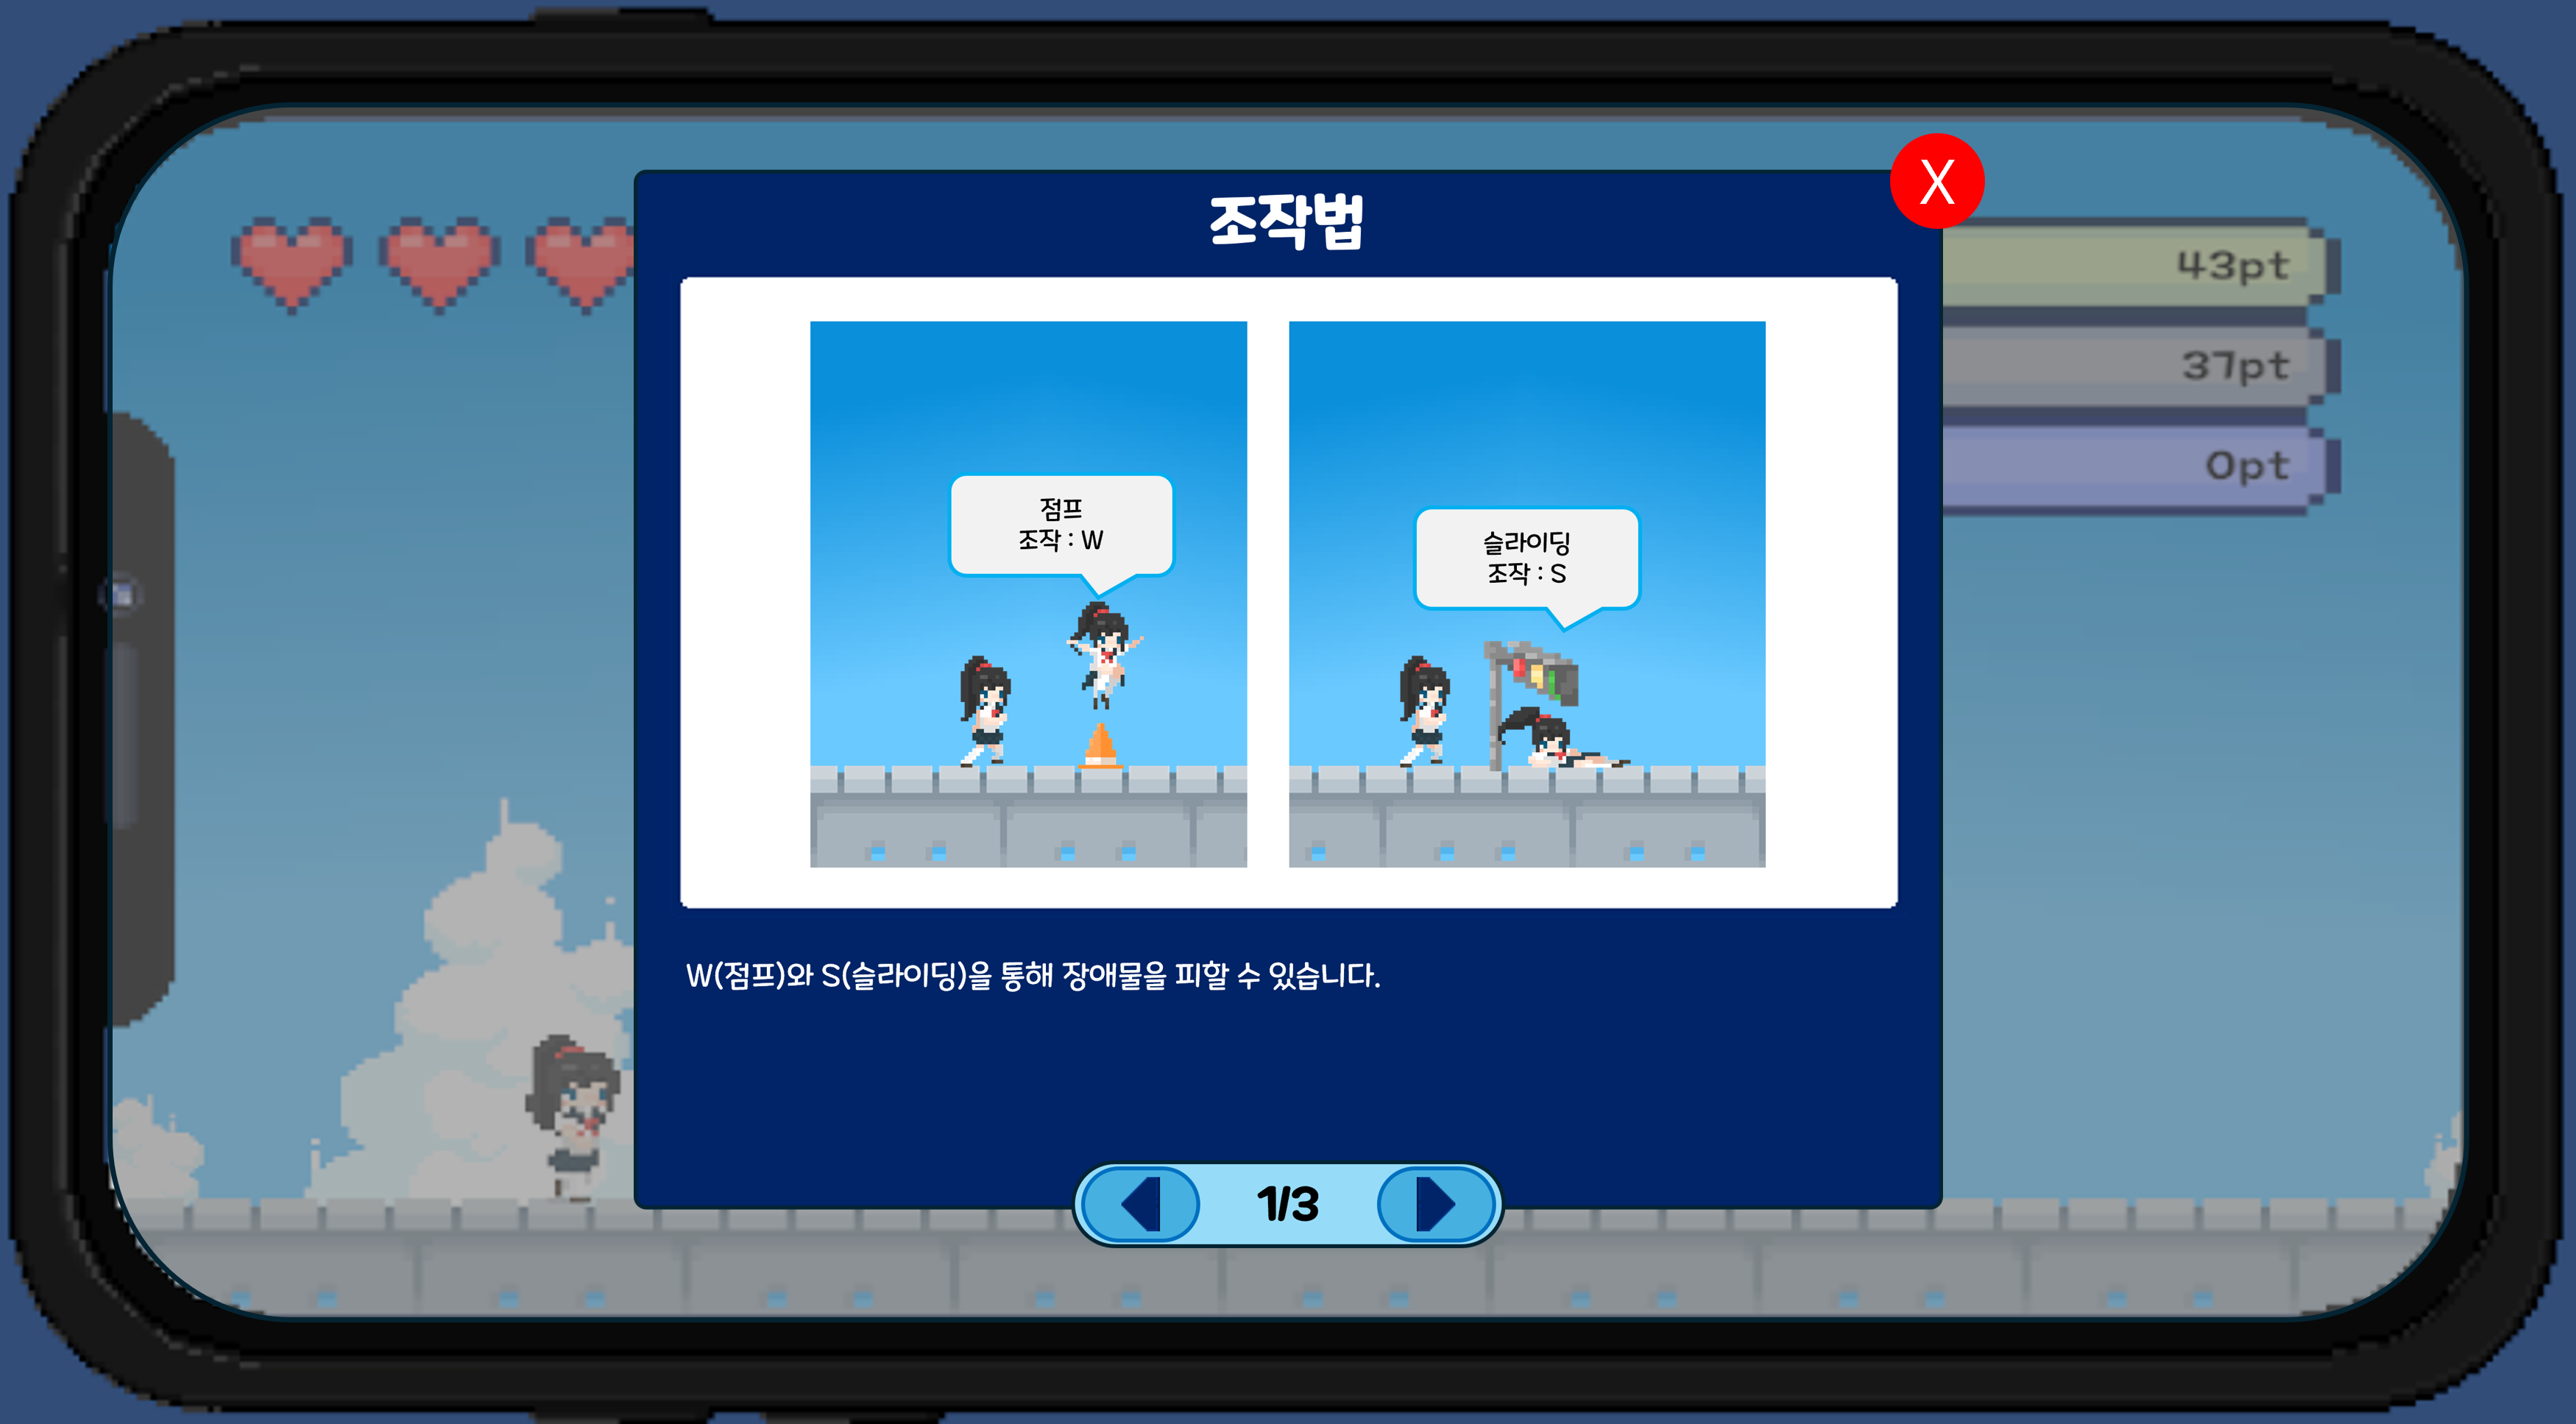 조작법
X
43pt
37pt
0pt
점프
조작 : W
슬라이딩
조작 : S
W(점프)와 S(슬라이딩)을 통해 장애물을 피할 수 있습니다.
1/3